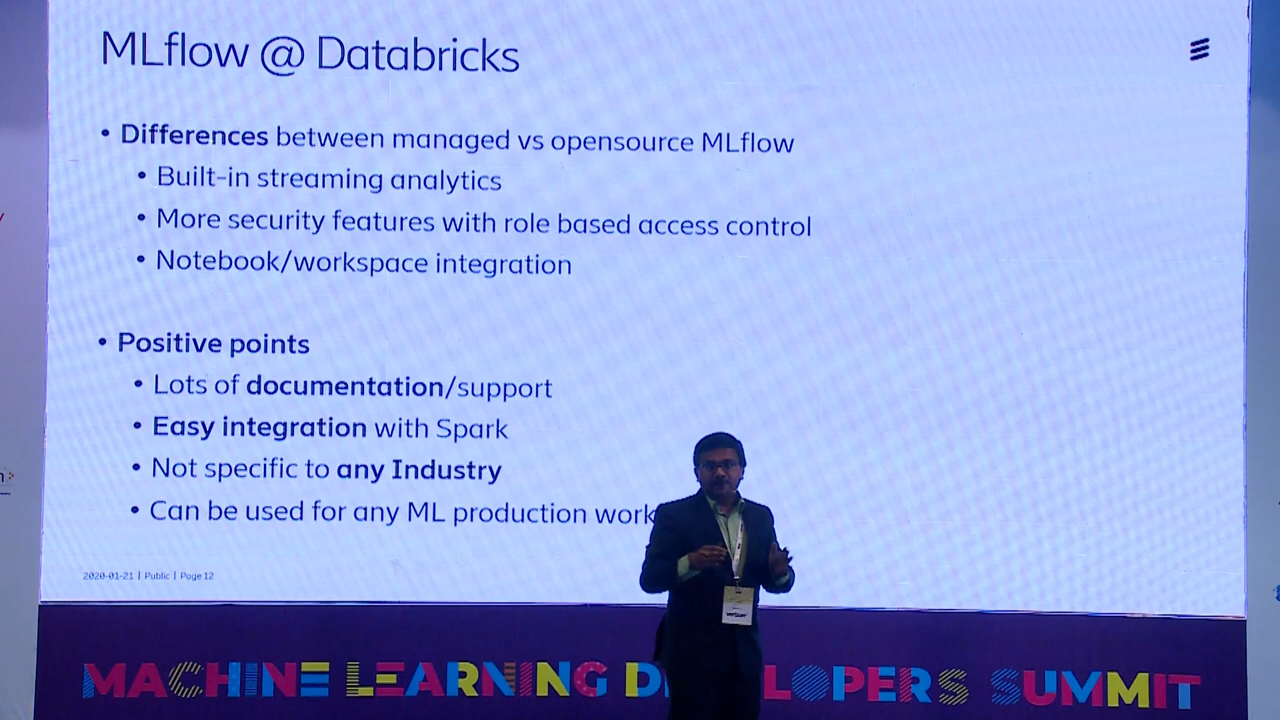 MLflow @ Databricks
• Differences between managed vs opensource MLflow
• Built-in streaming analytics
• More security features with role based access control
• Notebook/workspace integration
• Positive points
• Lots of documentation/support
• Easy integration with Spark
• Not specific to any Industry
• Can be used for any ML production work
2020-01-21 | Public | Page 12
MACHINE LEARNING D LOPERS SUMMIT